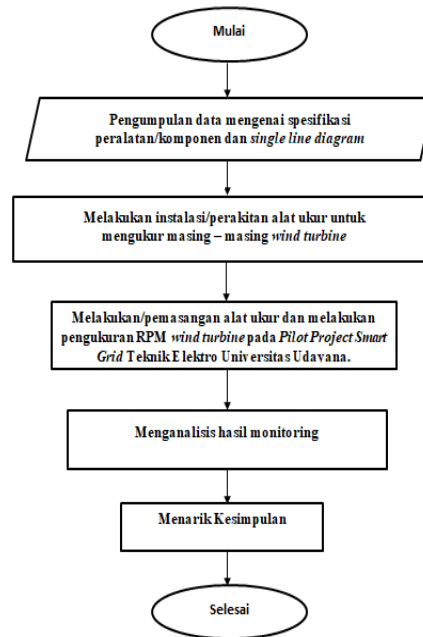 Mulai
Pengumpulan data mengenai spesifikasi
peralatan/komponen dan single line diagram
Melakukan instalasi/perakitan alat ukur untuk
mengukur masing – masing wind turbine
Melakukan/pemasangan alat ukur dan melakukan
pengukuran RPM wind turbine pada Pilot Project Smart
Grid Teknik Elektro Universitas Udayana.
Menganalisis hasil monitoring
Menarik Kesimpulan
Selesai